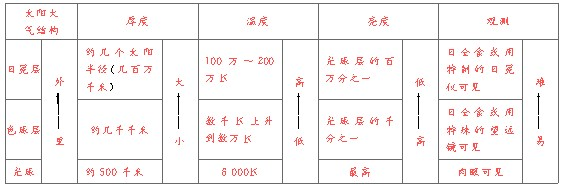 太阳大
气结构
厚度
温度
亮度
观测
日冕层
外
里
约几个太阳
半径(几百万
千米)
大
小
100 万～200
万 K
高
低
光球层的百
万分之一
低
高
日全食或用
特制的日冕
仪可见
难
易
色球层
约几千千米
数千 K 上升
到数万 K
光球层的千
分之一
日全食或用
特殊的望远
镜可见
光球
约 500 千米
6 000K
最高
肉眼可见